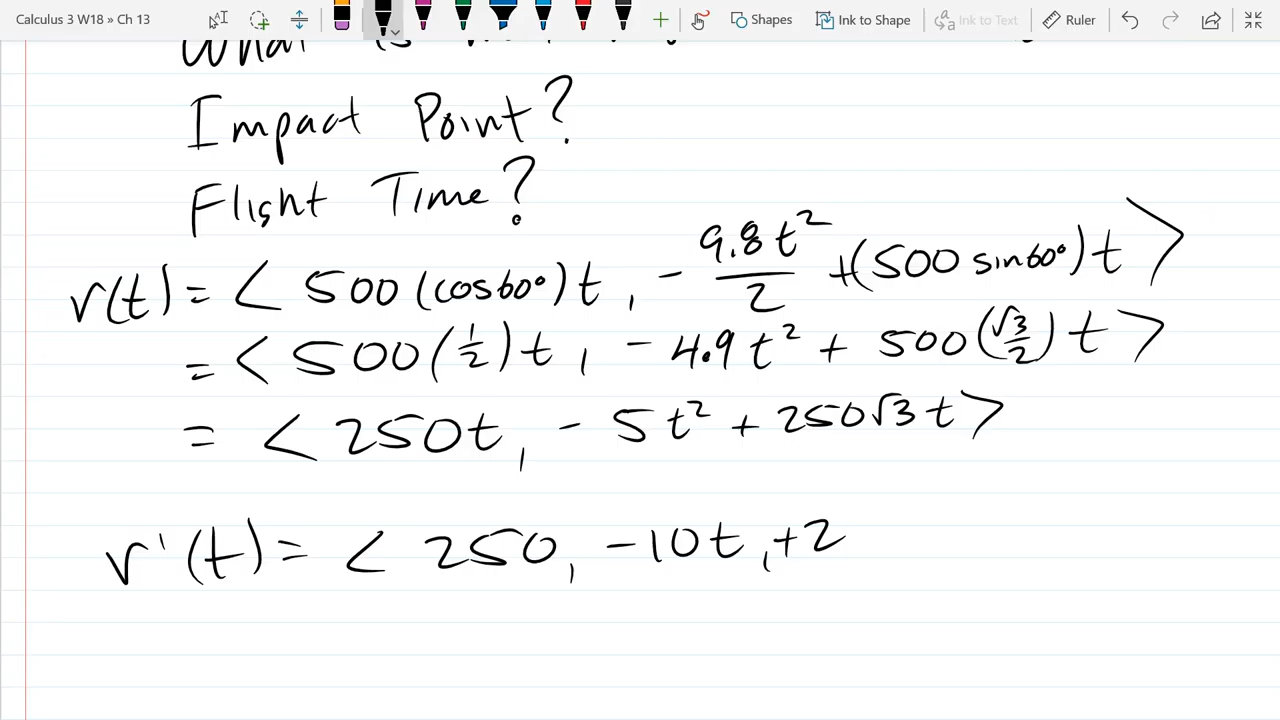 Calculus 3 W18 » Ch 13 Shapes Ink to Shape Ink to Text Ruler
What is
Impact Point?
Flight Time?
r(t) = < 500 (cos60°) t, - 9.8t²/2 + (500 sin60°) t >
= < 500 (1/2) t, - 4.9t² + 500 (√3/2) t >
= < 250t, - 5t² + 250√3 t >
r'(t) = < 250, -10t, +2